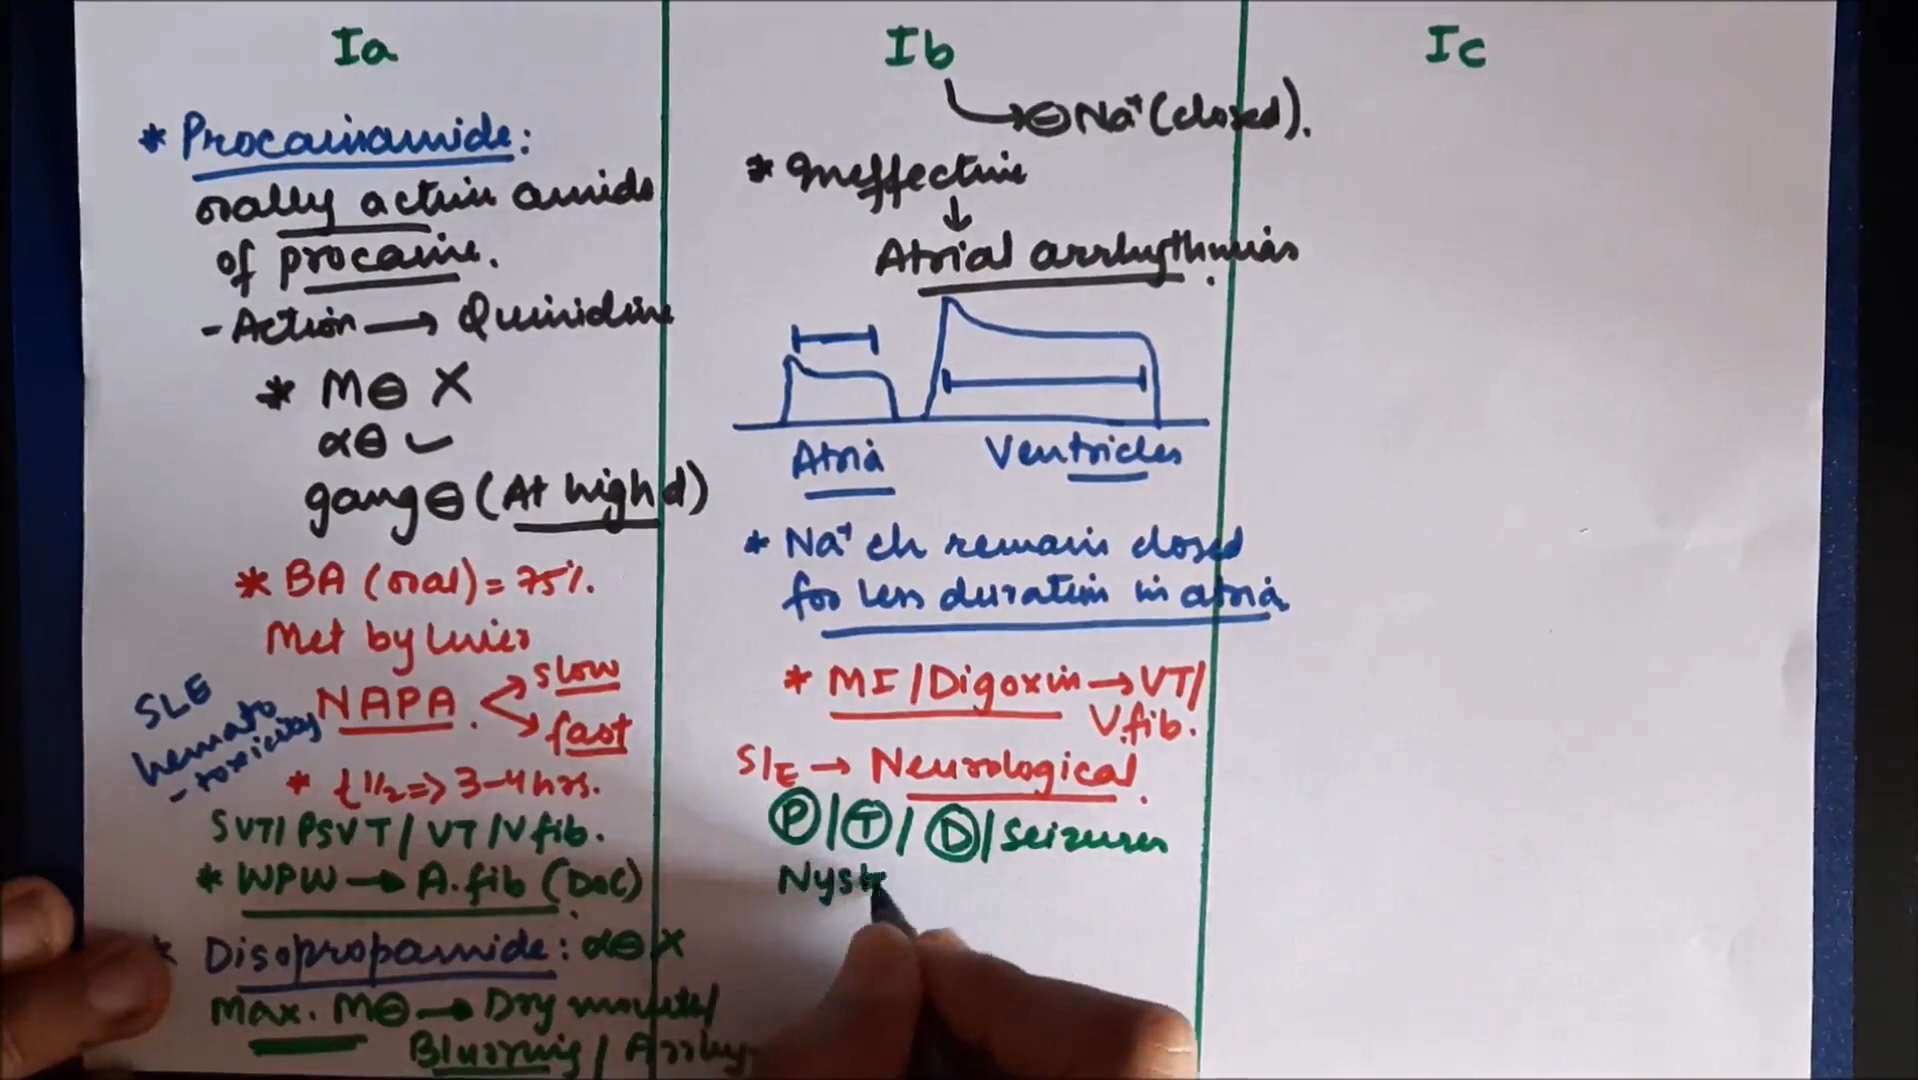 Ia
* Procainamide:
orally active amide
of procaine.
- Action → Quinidine
* M⊖ X
α⊖ ✓
gang ⊖ (At high d)
* BA (oral) = 75%.
Met by liver
NAPA. slow
fast
SLE
hemato
- toxicity
* t 1/2 => 3-4 hrs.
SVT/ PSVT / VT / V fib.
* WPW → A. fib (DOC)
* Disopropamide: α⊖ X
Max. M⊖ → Dry mouth/
Blurring / Arrhy
Ib
→ ⊖ Na+ (closed).
* Ineffective
↓
Atrial arrhythmias.
Atria Ventricles
* Na+ ch remain closed
for less duration in atria
* MI / Digoxin → VT/
V.fib.
S/E → Neurological.
P / T / D / Seizures
Nyst
Ic